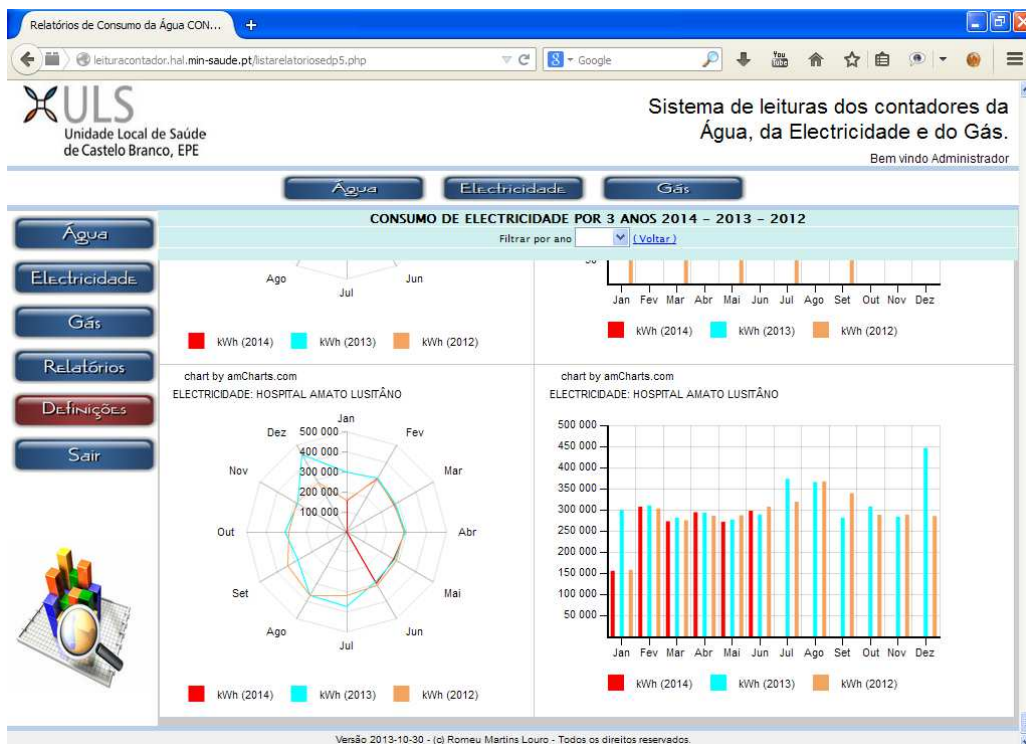 Relatórios de Consumo da Água CON...
leituracontador.hal.min-saude.pt/listarelatoriosedp5.php
Google
You Tube
ULS
Unidade Local de Saúde
de Castelo Branco, EPE
Sistema de leituras dos contadores da
Água, da Electricidade e do Gás.
Bem vindo Administrador
Água Electricidade Gás
Água
Electricidade
Gás
Relatórios
Definições
Sair
CONSUMO DE ELECTRICIDADE POR 3 ANOS 2014 - 2013 - 2012
Filtrar por ano (Voltar)
Ago Jul Jun
kWh (2014) kWh (2013) kWh (2012)
Jan Fev Mar Abr Mai Jun Jul Ago Set Out Nov Dez
kWh (2014) kWh (2013) kWh (2012)
chart by amCharts.com
ELECTRICIDADE: HOSPITAL AMATO LUSITÂNO
Jan
Dez 500 000 Fev
400 000
Nov 300 000 Mar
200 000
100 000
Out Abr
Set Mai
Ago Jun
Jul
kWh (2014) kWh (2013) kWh (2012)
chart by amCharts.com
ELECTRICIDADE: HOSPITAL AMATO LUSITÂNO
500 000
450 000
400 000
350 000
300 000
250 000
200 000
150 000
100 000
50 000
Jan Fev Mar Abr Mai Jun Jul Ago Set Out Nov Dez
kWh (2014) kWh (2013) kWh (2012)
Versão 2013-10-30 - (c) Romeu Martins Louro - Todos os direitos reservados.